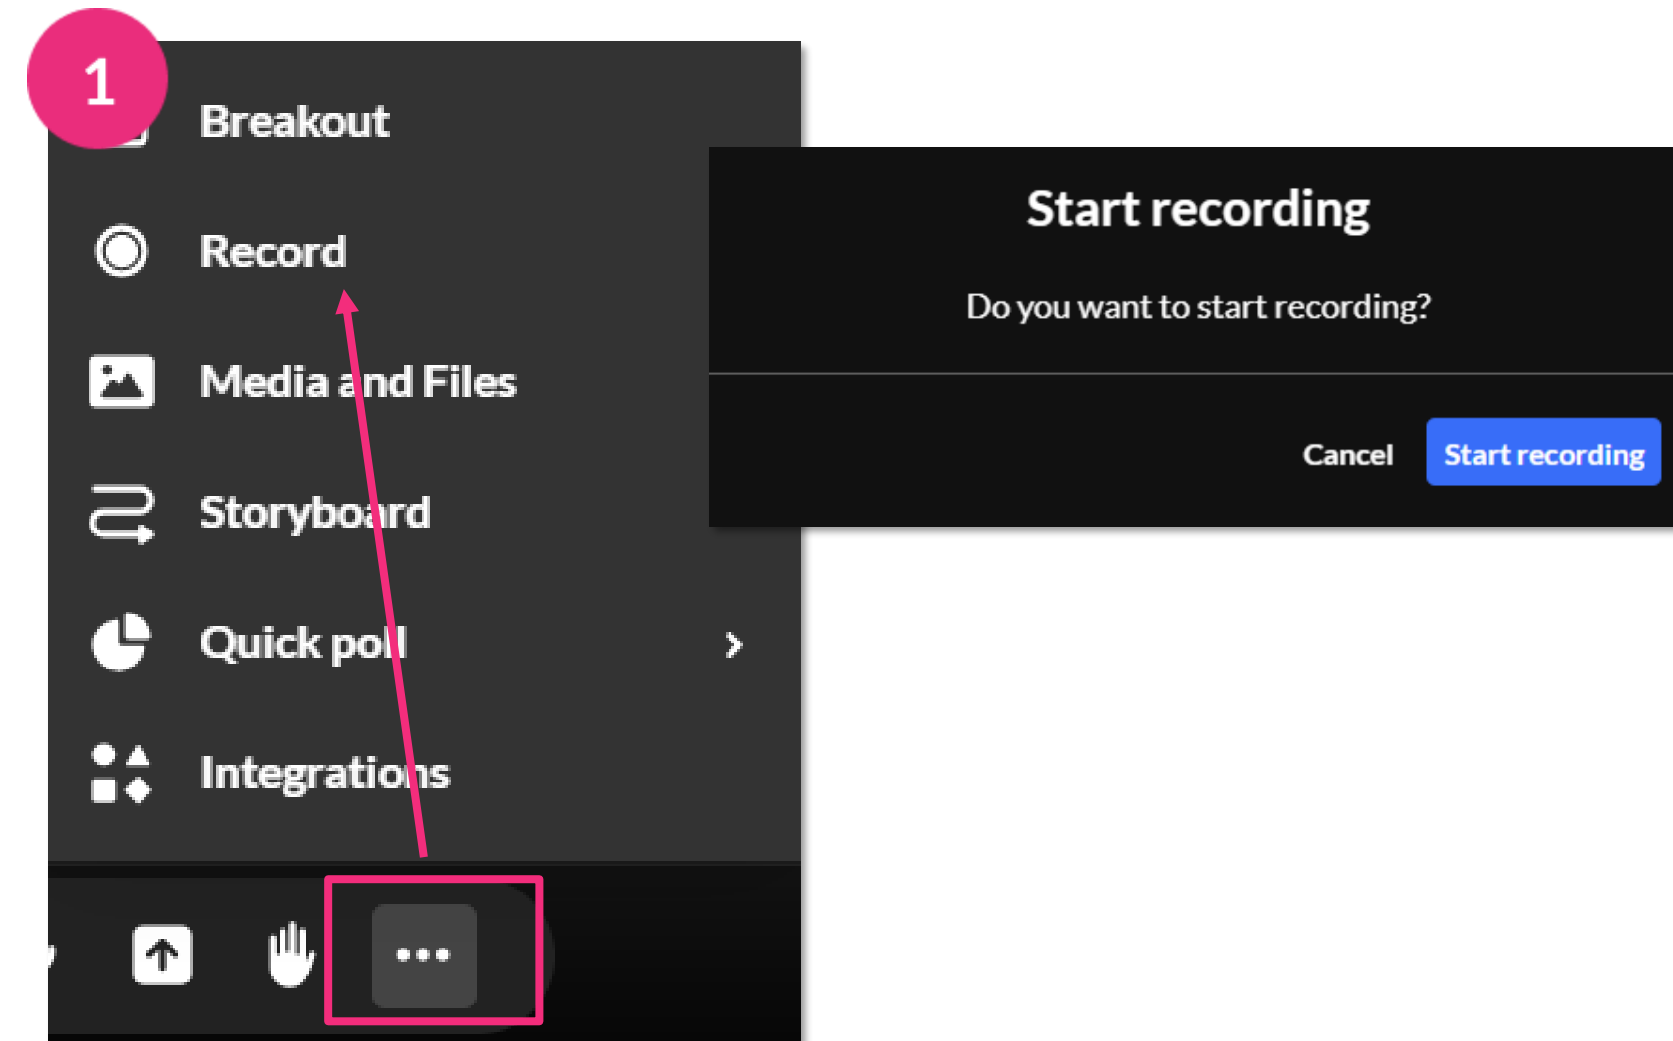 1
Breakout
Record
Media and Files
Storyboard
Quick poll
Integrations
Start recording
Do you want to start recording?
Cancel
Start recording